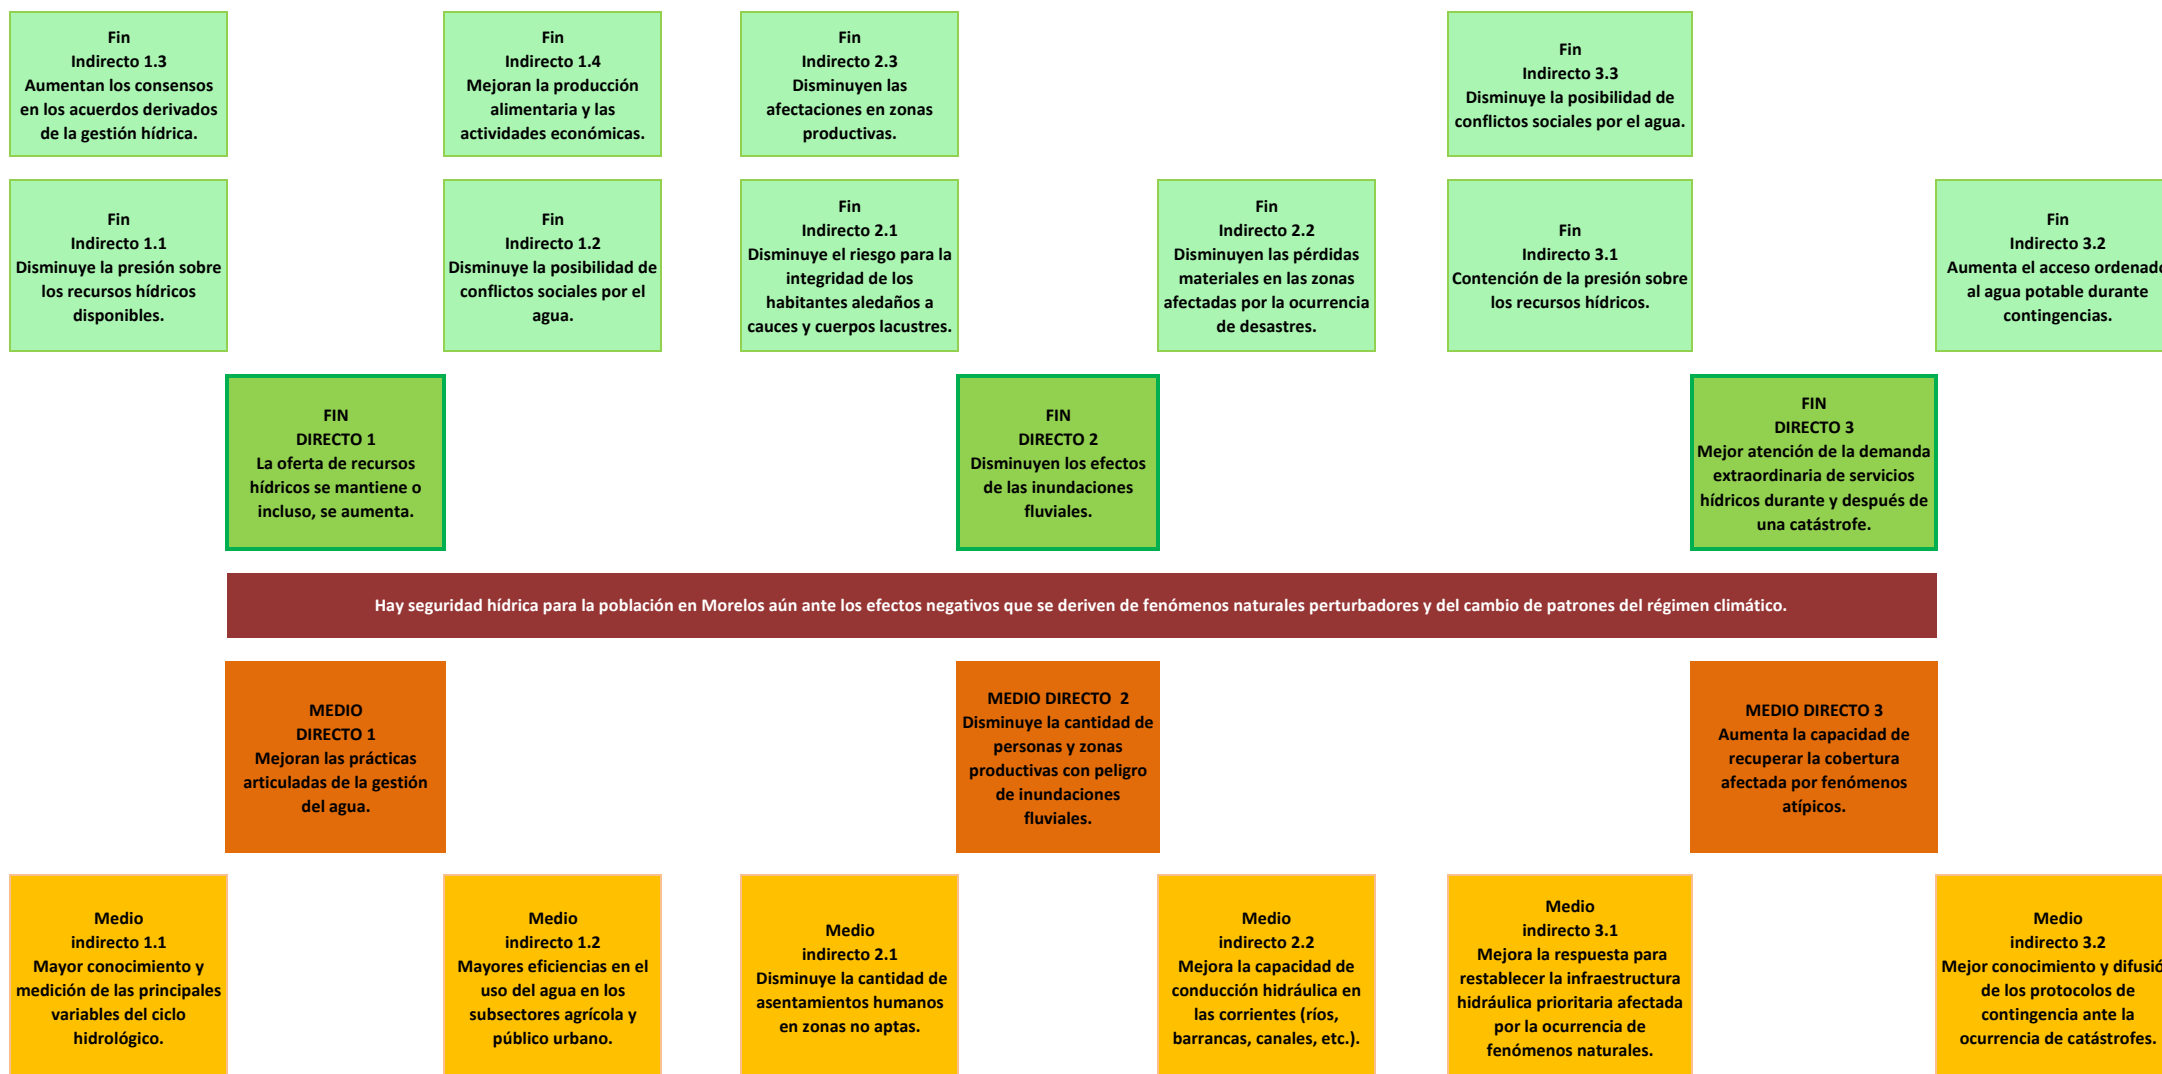 Fin
Indirecto 1.3
Aumentan los consensos
en los acuerdos derivados
de la gestión hídrica.
Fin
Indirecto 1.4
Mejoran la producción
alimentaria y las
actividades económicas.
Fin
Indirecto 2.3
Disminuyen las
afectaciones en zonas
productivas.
Fin
Indirecto 3.3
Disminuye la posibilidad de
conflictos sociales por el agua.
Fin
Indirecto 1.1
Disminuye la presión sobre
los recursos hídricos
disponibles.
Fin
Indirecto 1.2
Disminuye la posibilidad de
conflictos sociales por el
agua.
Fin
Indirecto 2.1
Disminuye el riesgo para la
integridad de los
habitantes aledaños a
cauces y cuerpos lacustres.
Fin
Indirecto 2.2
Disminuyen las pérdidas
materiales en las zonas
afectadas por la ocurrencia
de desastres.
Fin
Indirecto 3.1
Contención de la presión sobre
los recursos hídricos.
Fin
Indirecto 3.2
Aumenta el acceso ordenado
al agua potable durante
contingencias.
FIN
DIRECTO 1
La oferta de recursos
hídricos se mantiene o
incluso, se aumenta.
FIN
DIRECTO 2
Disminuyen los efectos
de las inundaciones
fluviales.
FIN
DIRECTO 3
Mejor atención de la demanda
extraordinaria de servicios
hídricos durante y después de
una catástrofe.
Hay seguridad hídrica para la población en Morelos aún ante los efectos negativos que se deriven de fenómenos naturales perturbadores y del cambio de patrones del régimen climático.
MEDIO
DIRECTO 1
Mejoran las prácticas
articuladas de la gestión
del agua.
MEDIO DIRECTO 2
Disminuye la cantidad de
personas y zonas
productivas con peligro
de inundaciones
fluviales.
MEDIO DIRECTO 3
Aumenta la capacidad de
recuperar la cobertura
afectada por fenómenos
atípicos.
Medio
indirecto 1.1
Mayor conocimiento y
medición de las principales
variables del ciclo
hidrológico.
Medio
indirecto 1.2
Mayores eficiencias en el
uso del agua en los
subsectores agrícola y
público urbano.
Medio
indirecto 2.1
Disminuye la cantidad de
asentamientos humanos
en zonas no aptas.
Medio
indirecto 2.2
Mejora la capacidad de
conducción hidráulica en
las corrientes (ríos,
barrancas, canales, etc.).
Medio
indirecto 3.1
Mejora la respuesta para
restablecer la infraestructura
hidráulica prioritaria afectada
por la ocurrencia de
fenómenos naturales.
Medio
indirecto 3.2
Mejor conocimiento y difusió
de los protocolos de
contingencia ante la
ocurrencia de catástrofes.